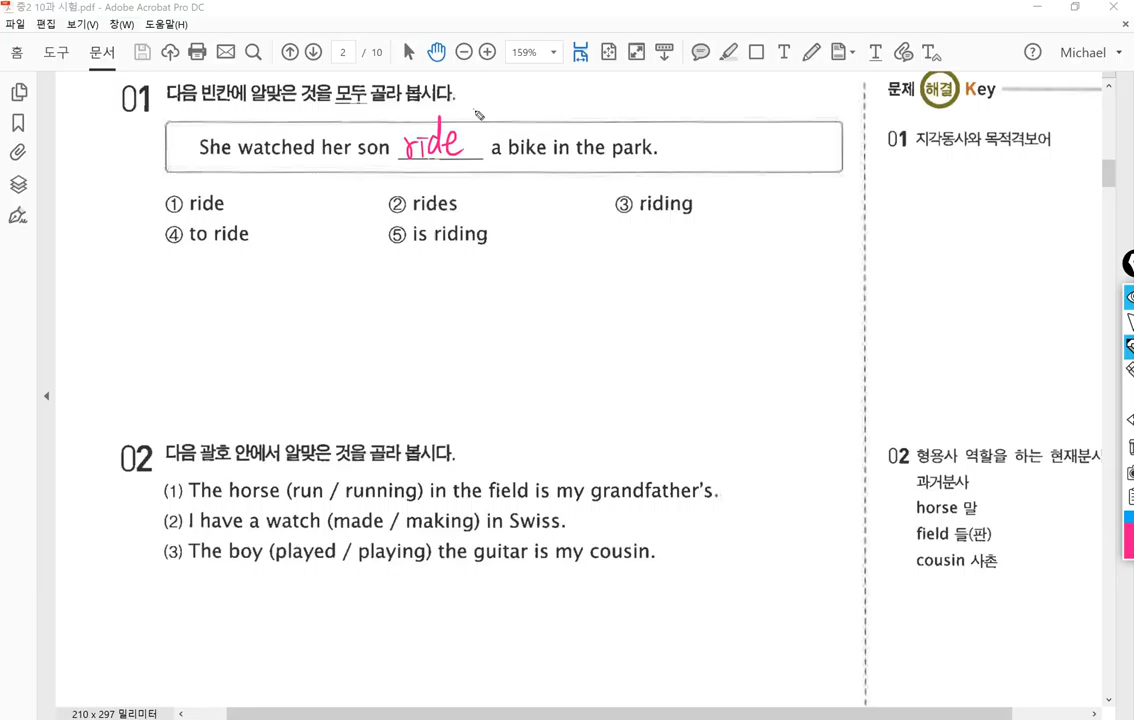 중2 10과 시험.pdf - Adobe Acrobat Pro DC
파일 편집 보기(V) 창(W) 도움말(H)
홈 도구 문서 2 / 10 159% Michael
01 다음 빈칸에 알맞은 것을 모두 골라 봅시다.
She watched her son ride a bike in the park.
① ride ② rides ③ riding
④ to ride ⑤ is riding
문제 해결 Key
01 지각동사와 목적격보어
02 다음 괄호 안에서 알맞은 것을 골라 봅시다.
(1) The horse (run / running) in the field is my grandfather's.
(2) I have a watch (made / making) in Swiss.
(3) The boy (played / playing) the guitar is my cousin.
02 형용사 역할을 하는 현재분사
과거분사
horse 말
field 들(판)
cousin 사촌
210 x 297 밀리미터